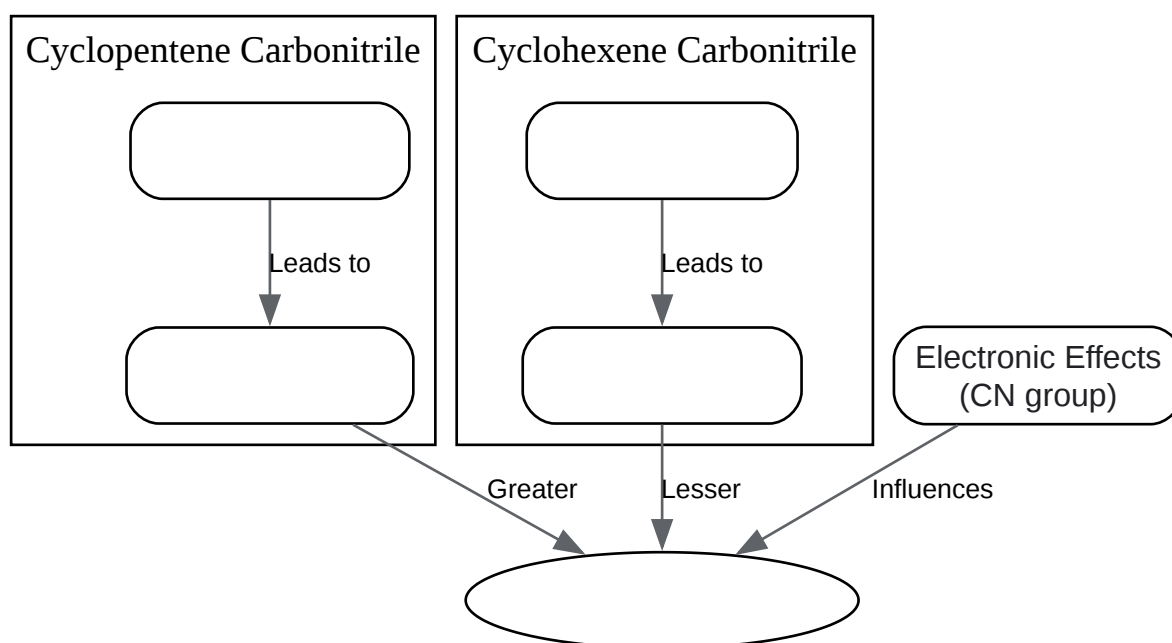 Cyclopentene Carbonitrile
Cyclohexene Carbonitrile
Leads to
Leads to
Electronic Effects
(CN group)
Greater
Lesser
Influences